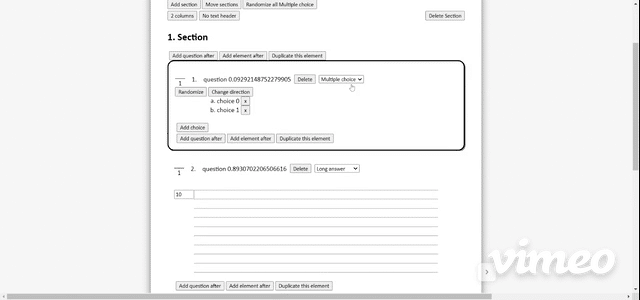 Add section Move sections Randomize all Multiple choice
2 columns No text header Delete Section
1. Section
Add question after Add element after Duplicate this element
1 1. question 0.09292148752279905 Delete Multiple choice
Randomize Change direction
a. choice 0 x
b. choice 1 x
Add choice
Add question after Add element after Duplicate this element
1 2. question 0.8930702206506616 Delete Long answer
10
Add question after Add element after Duplicate this element
vimeo